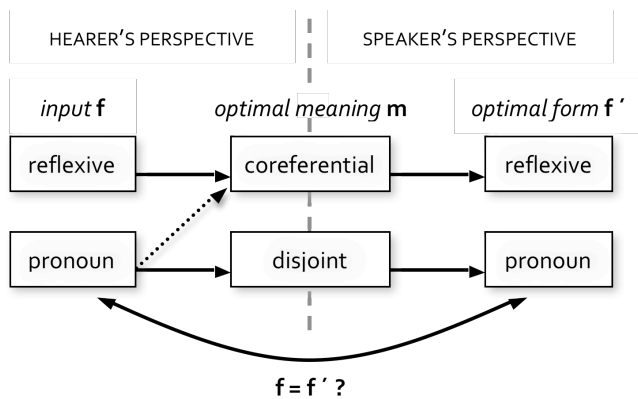 HEARER'S PERSPECTIVE SPEAKER'S PERSPECTIVE
input f optimal meaning m optimal form f ´
reflexive coreferential reflexive
pronoun disjoint pronoun
f = f ´ ?